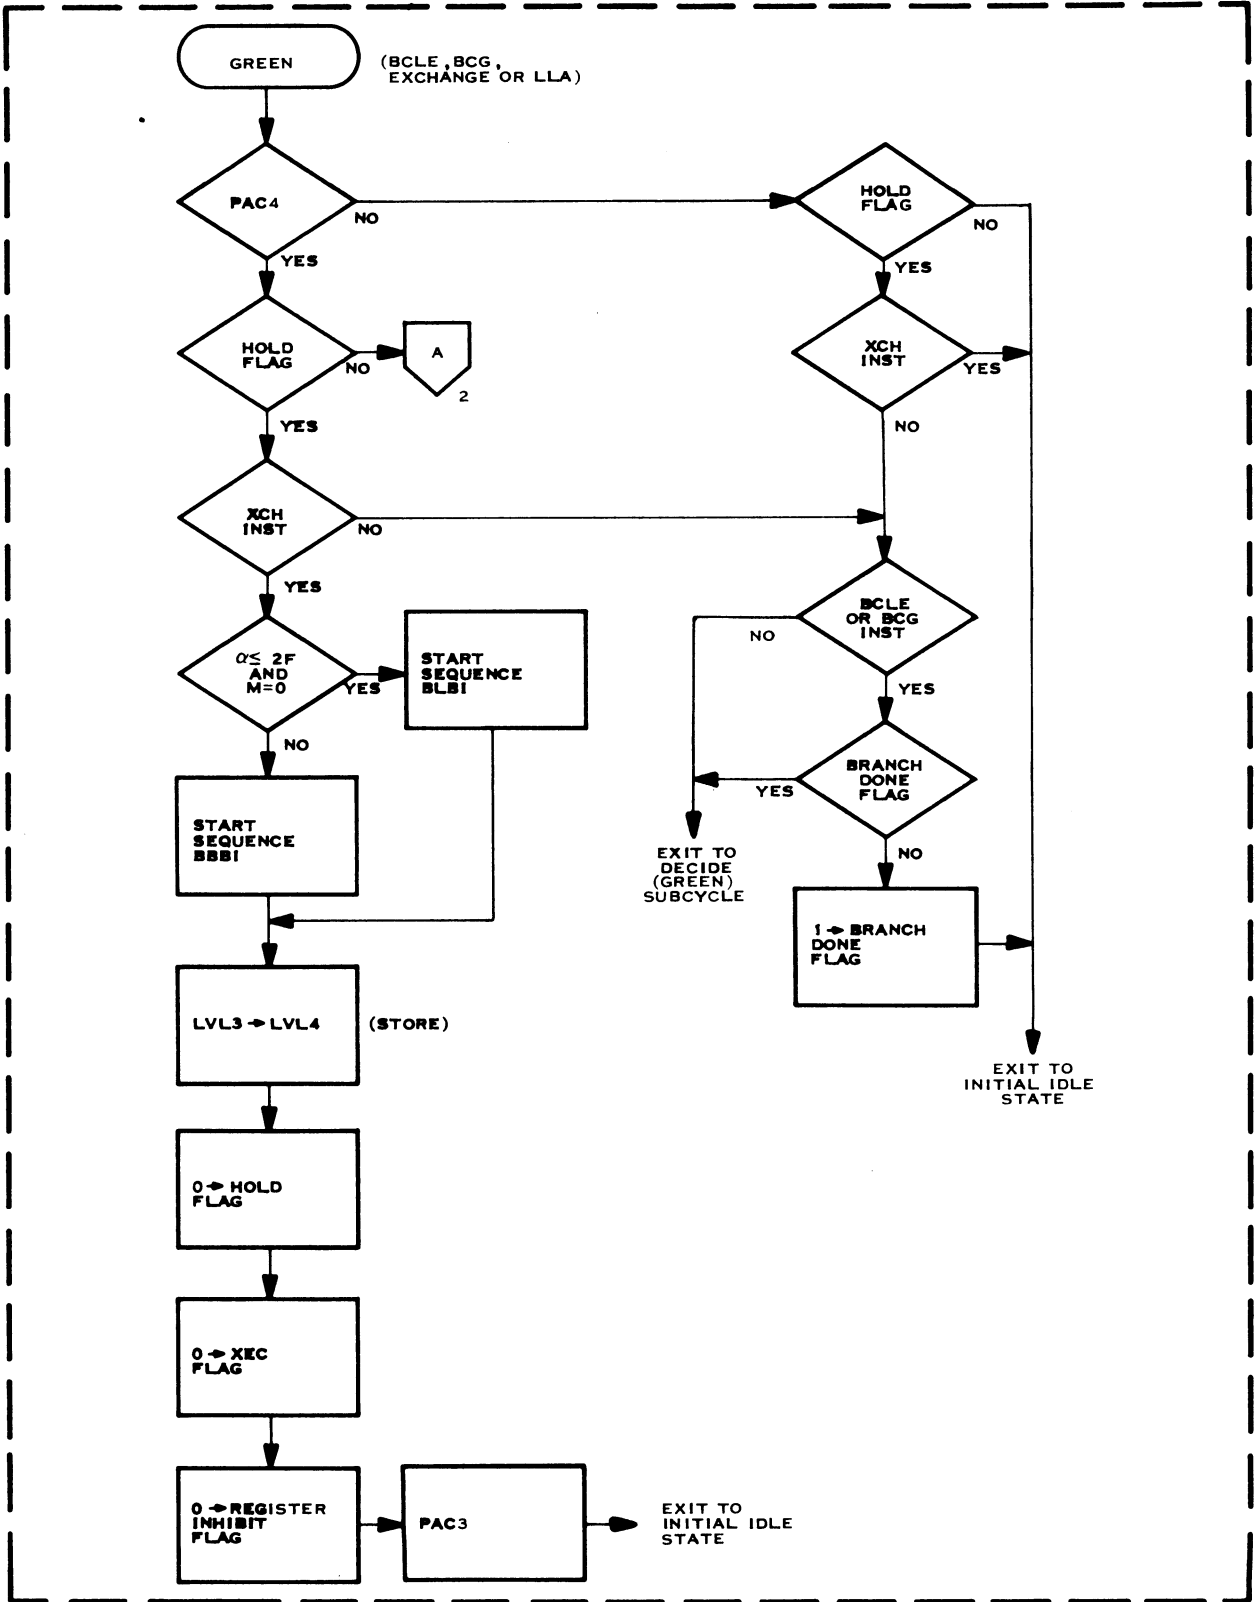 GREEN
(BCLE, BCG,
EXCHANGE OR LLA)
PAC4
NO
YES
HOLD
FLAG
NO
YES
HOLD
FLAG
NO
A
2
YES
XCH
INST
YES
NO
XCH
INST
NO
YES
BCLE
OR BCG
INST
NO
YES
α≤ 2F
AND
M=0
YES
NO
START
SEQUENCE
BLBI
BRANCH
DONE
FLAG
YES
NO
START
SEQUENCE
BBBI
EXIT TO
DECIDE
(GREEN)
SUBCYCLE
1→BRANCH
DONE
FLAG
LVL3→LVL4
(STORE)
EXIT TO
INITIAL IDLE
STATE
0→HOLD
FLAG
0→XEC
FLAG
0→REGISTER
INHIBIT
FLAG
PAC3
EXIT TO
INITIAL IDLE
STATE